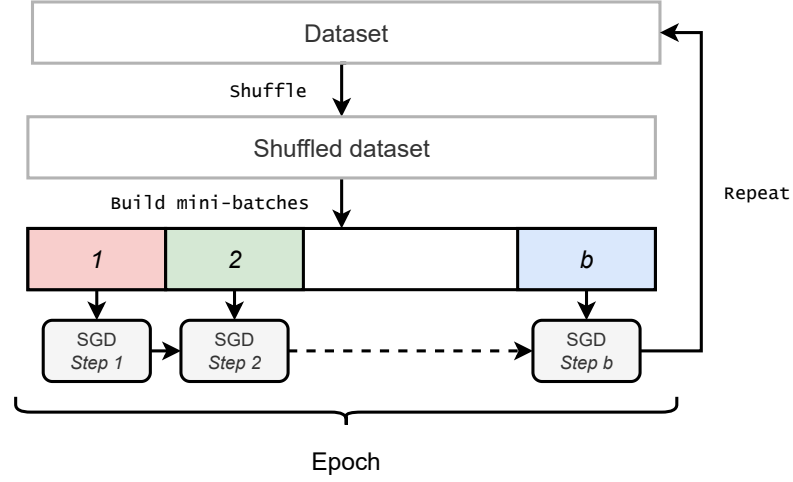 Dataset
Shuffle
Shuffled dataset
Build mini-batches
Repeat
1 2 b
SGD SGD SGD
Step 1 Step 2 Step b
Epoch